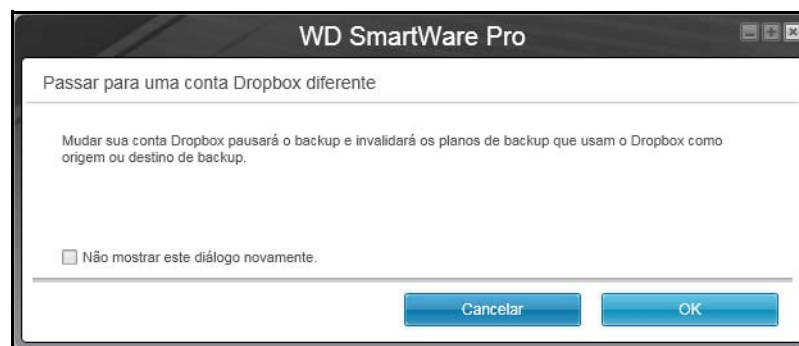 WD SmartWare Pro
Passar para uma conta Dropbox diferente
Mudar sua conta Dropbox pausará o backup e invalidará os planos de backup que usam o Dropbox como
origem ou destino de backup.
Não mostrar este diálogo novamente.
Cancelar
OK